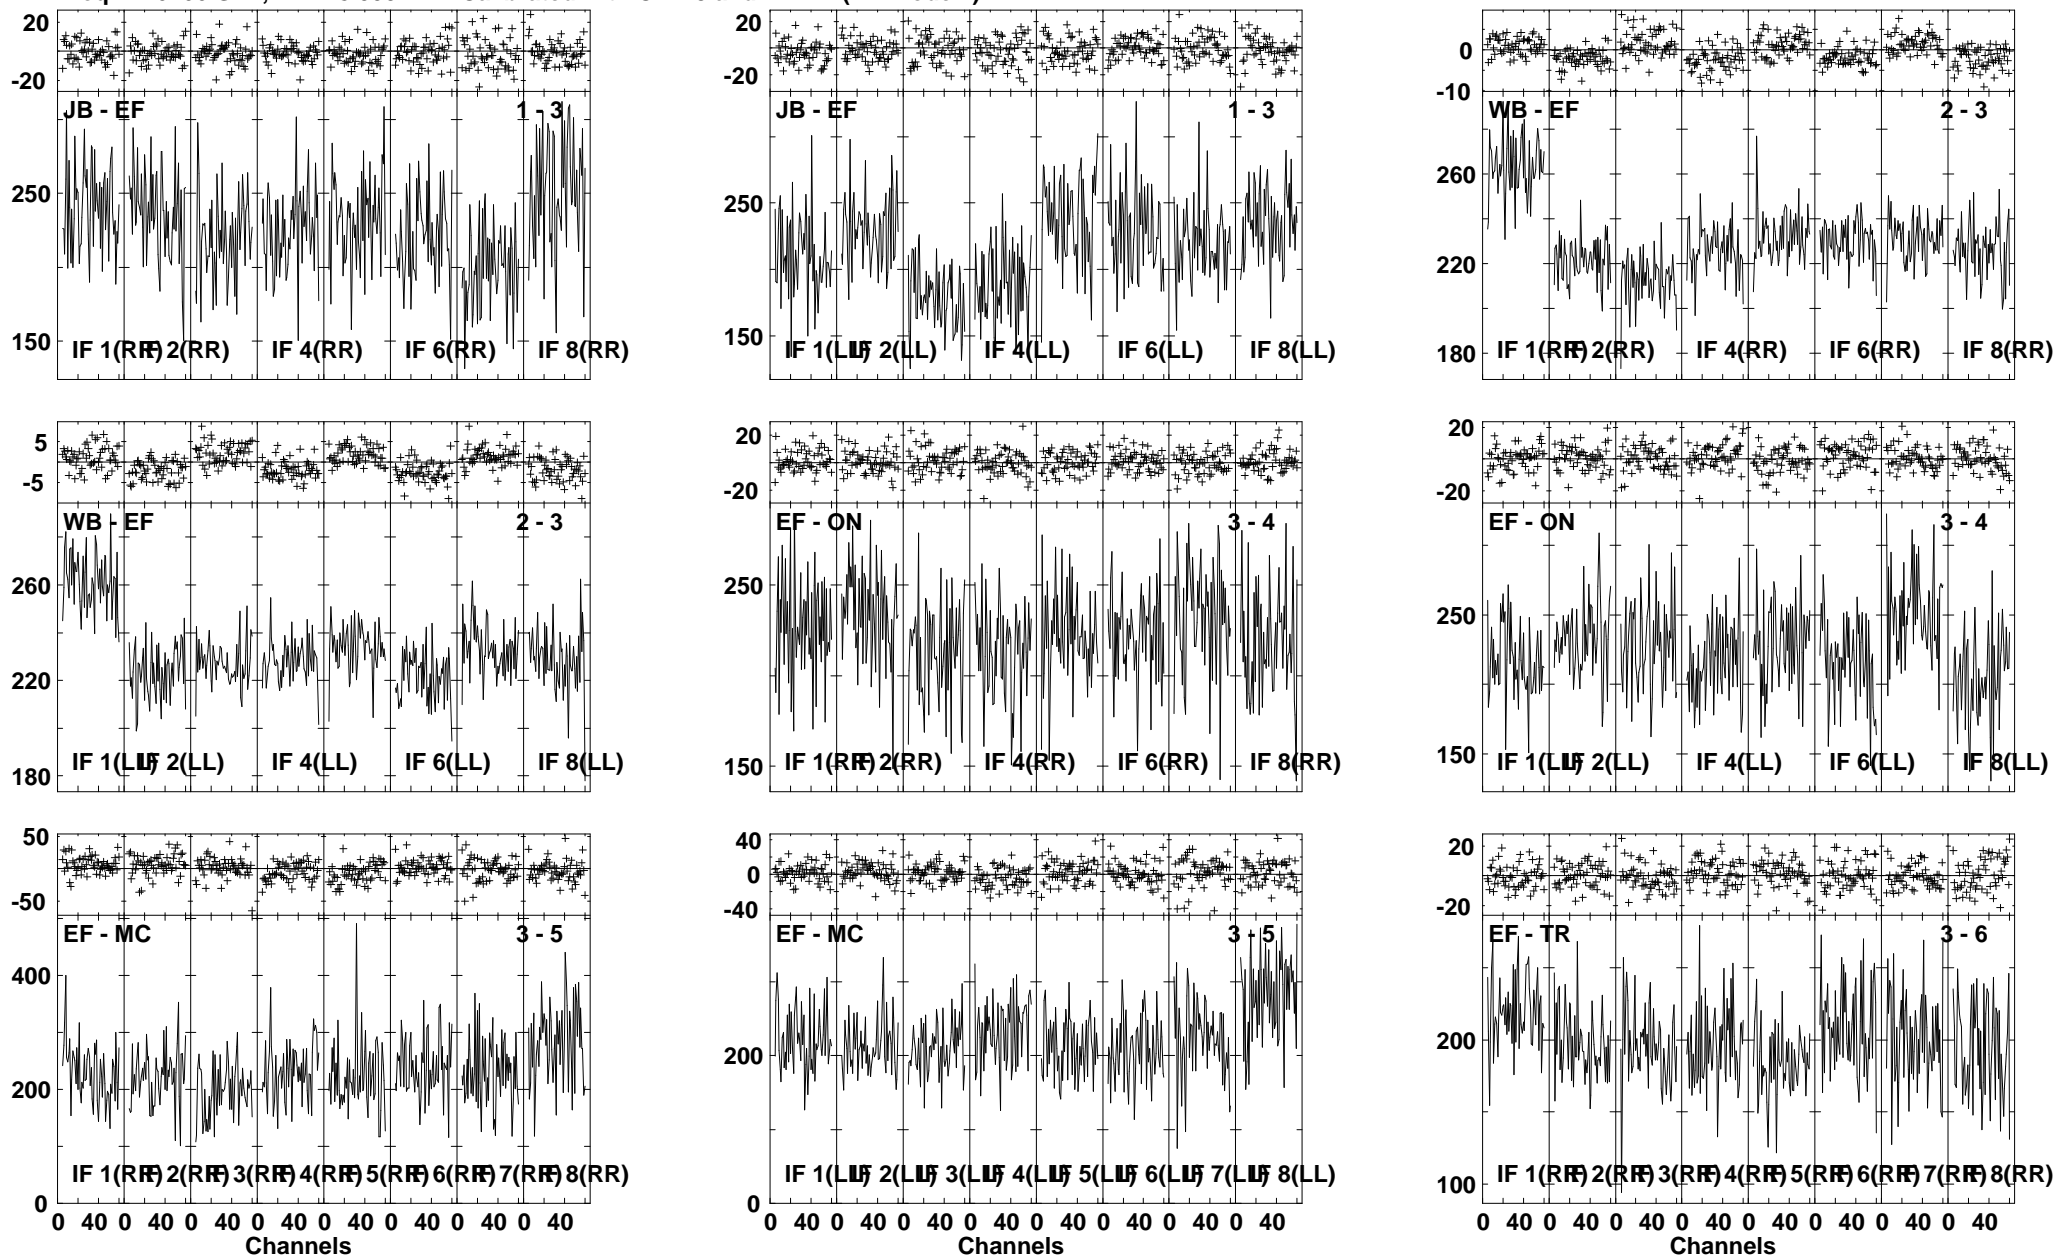 20 20 0
-20 -20 -10
JB - EF 1 - 3 JB - EF 1 - 3 WB - EF 2 - 3
250 250 260
220
150 150 180
IF 1(RR) IF 2(RR) IF 4(RR) IF 6(RR) IF 8(RR) IF 1(LL) IF 2(LL) IF 4(LL) IF 6(LL) IF 8(LL) IF 1(RR) IF 2(RR) IF 4(RR) IF 6(RR) IF 8(RR)
5 20 20
-5 -20 -20
WB - EF 2 - 3 EF - ON 3 - 4 EF - ON 3 - 4
260 250 250
220
180 150 150
IF 1(LL) IF 2(LL) IF 4(LL) IF 6(LL) IF 8(LL) IF 1(RR) IF 2(RR) IF 4(RR) IF 6(RR) IF 8(RR) IF 1(LL) IF 2(LL) IF 4(LL) IF 6(LL) IF 8(LL)
50 40 20
0
-50 -40 -20
EF - MC 3 - 5 EF - MC 3 - 5 EF - TR 3 - 6
400
200 200 200
0 0 100
IF 1(RR) IF 2(RR) IF 3(RR) IF 4(RR) IF 5(RR) IF 6(RR) IF 7(RR) IF 8(RR) IF 1(LL) IF 2(LL) IF 3(LL) IF 4(LL) IF 5(LL) IF 6(LL) IF 7(LL) IF 8(LL) IF 1(RR) IF 2(RR) IF 3(RR) IF 4(RR) IF 5(RR) IF 6(RR) IF 7(RR) IF 8(RR)
0 40 0 40 0 40 0 40 0 40 0 40 0 40 0 40 0 40 0 40 0 40 0 40 0 40 0 40 0 40 0 40 0 40 0 40 0 40 0 40 0 40 0 40 0 40 0 40
Channels Channels Channels